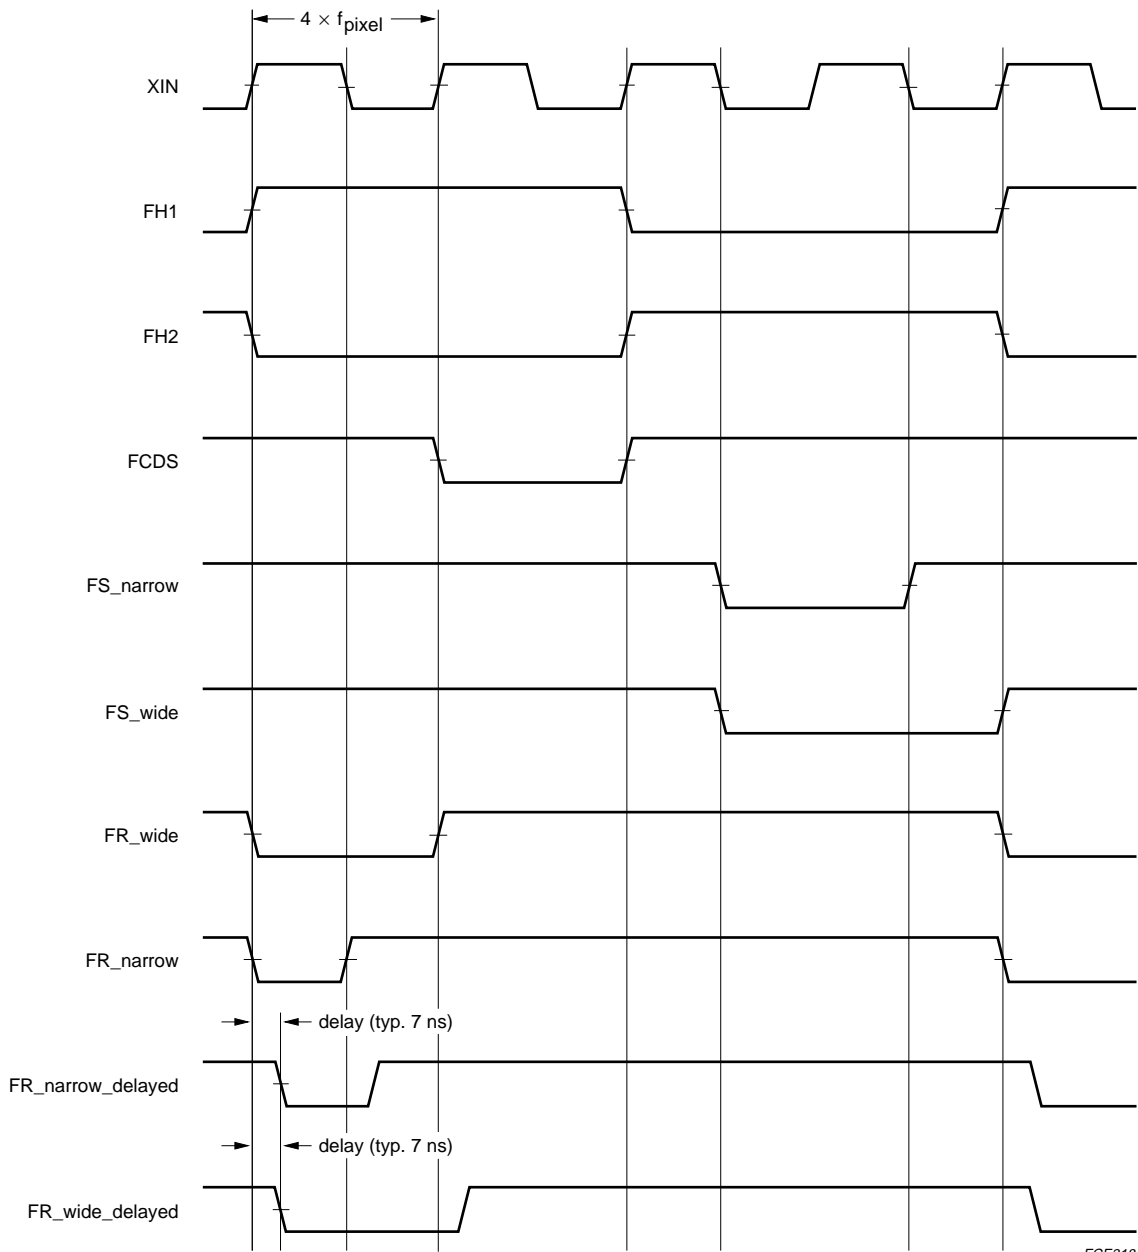 4 × fpixel
XIN
FH1
FH2
FCDS
FS_narrow
FS_wide
FR_wide
FR_narrow
delay (typ. 7 ns)
FR_narrow_delayed
delay (typ. 7 ns)
FR_wide_delayed